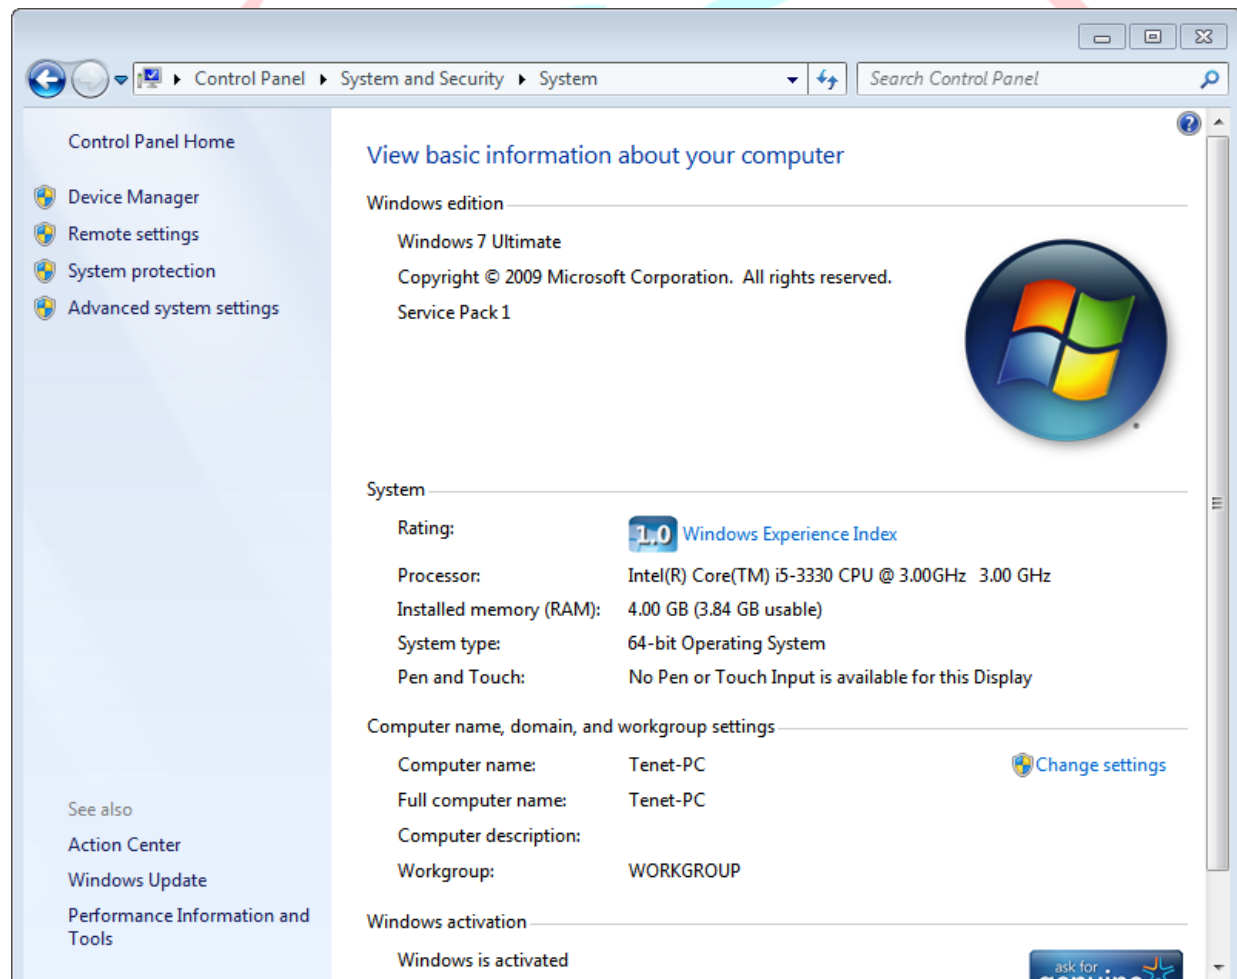 Control Panel ▸ System and Security ▸ System
Search Control Panel
Control Panel Home
Device Manager
Remote settings
System protection
Advanced system settings
See also
Action Center
Windows Update
Performance Information and
Tools
View basic information about your computer
Windows edition
Windows 7 Ultimate
Copyright © 2009 Microsoft Corporation. All rights reserved.
Service Pack 1
System
Rating: 1.0 Windows Experience Index
Processor: Intel(R) Core(TM) i5-3330 CPU @ 3.00GHz 3.00 GHz
Installed memory (RAM): 4.00 GB (3.84 GB usable)
System type: 64-bit Operating System
Pen and Touch: No Pen or Touch Input is available for this Display
Computer name, domain, and workgroup settings
Computer name: Tenet-PC Change settings
Full computer name: Tenet-PC
Computer description:
Workgroup: WORKGROUP
Windows activation
Windows is activated
ask for
genuine